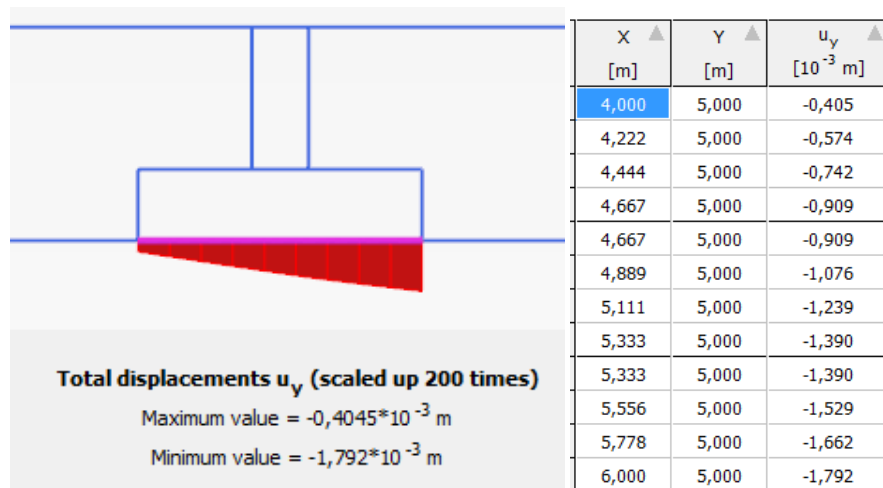 Total displacements uy (scaled up 200 times)
Maximum value = -0,4045*10 -3 m
Minimum value = -1,792*10 -3 m
X Y uy
[m] [m] [10 -3 m]
4,000 5,000 -0,405
4,222 5,000 -0,574
4,444 5,000 -0,742
4,667 5,000 -0,909
4,667 5,000 -0,909
4,889 5,000 -1,076
5,111 5,000 -1,239
5,333 5,000 -1,390
5,333 5,000 -1,390
5,556 5,000 -1,529
5,778 5,000 -1,662
6,000 5,000 -1,792